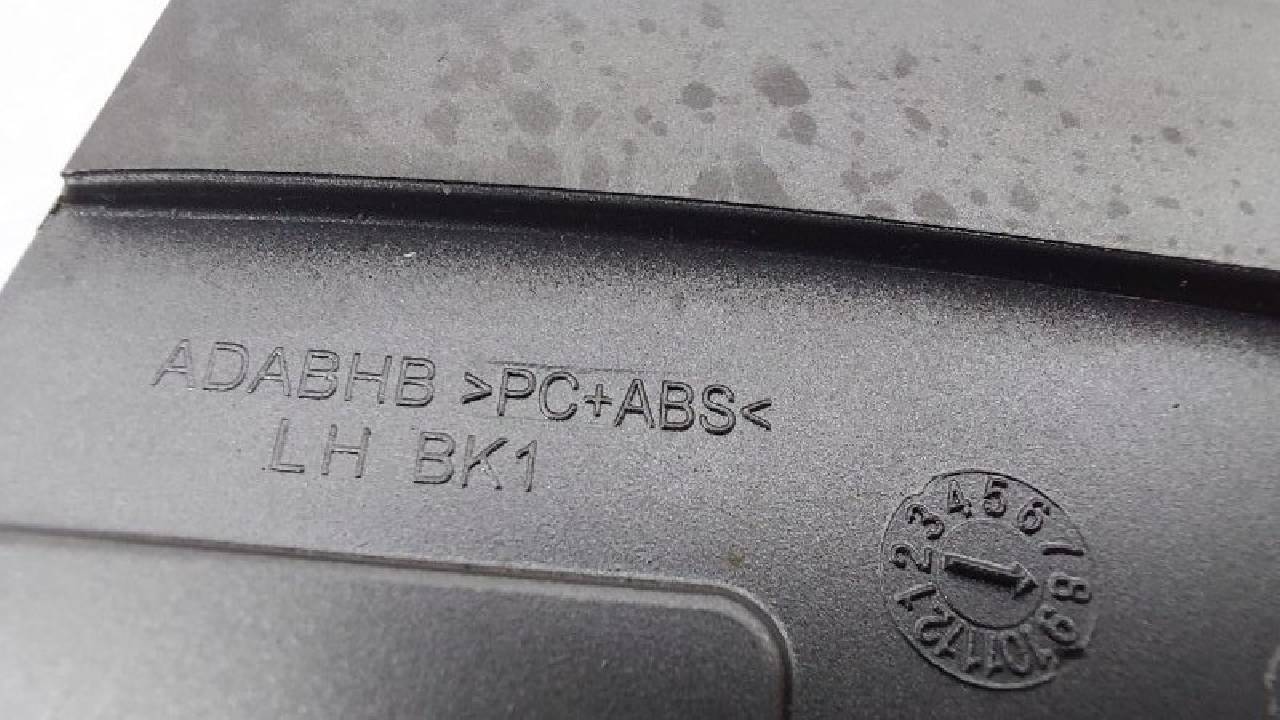 ADABHB >PC+ABS<
LH BK1
1 2 3 4 5 6 7 8 9 10 11 12